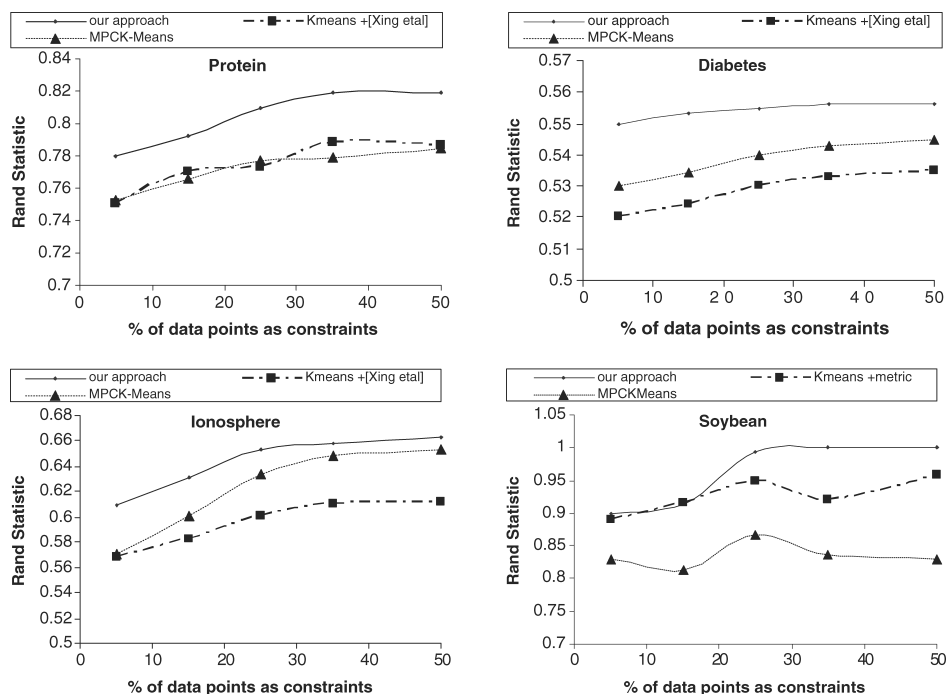 our approach
Kmeans +[Xing etal]
MPCK-Means
Protein
0.84
0.82
0.8
0.78
0.76
0.74
0.72
0.7
Rand Statistic
0 10 20 30 40 50
% of data points as constraints
our approach
Kmeans +[Xing etal]
MPCK-Means
Diabetes
0.57
0.56
0.55
0.54
0.53
0.52
0.51
0.5
Rand Statistic
0 10 2 0 30 4 0 50
% of data points as constraints
our approach
Kmeans +[Xing etal]
MPCK-Means
Ionosphere
0.68
0.66
0.64
0.62
0.6
0.58
0.56
0.54
0.52
0.5
Rand Statistic
0 10 20 30 40 50
% of data points as constraints
our approach
Kmeans +metric
MPCKMeans
Soybean
1.05
1
0.95
0.9
0.85
0.8
0.75
0.7
Rand Statistic
0 10 20 30 40 50
% of data points as constraints